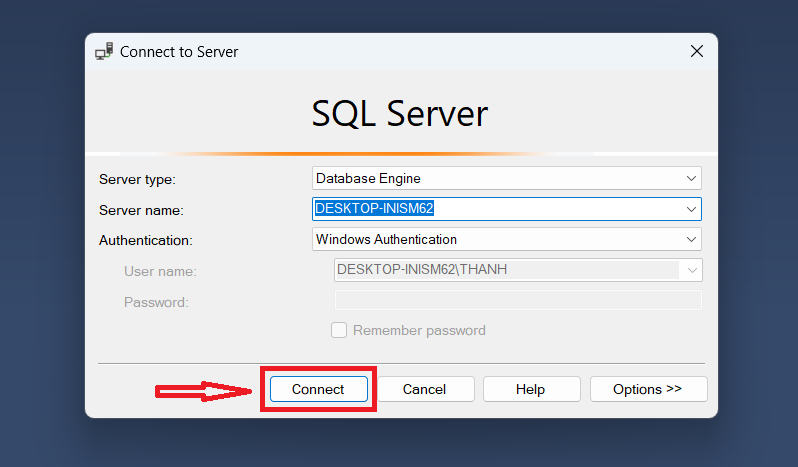 Connect to Server
SQL Server
Server type: Database Engine
Server name: DESKTOP-INISM62
Authentication: Windows Authentication
User name: DESKTOP-INISM62\THANH
Password:
Remember password
Connect Cancel Help Options >>